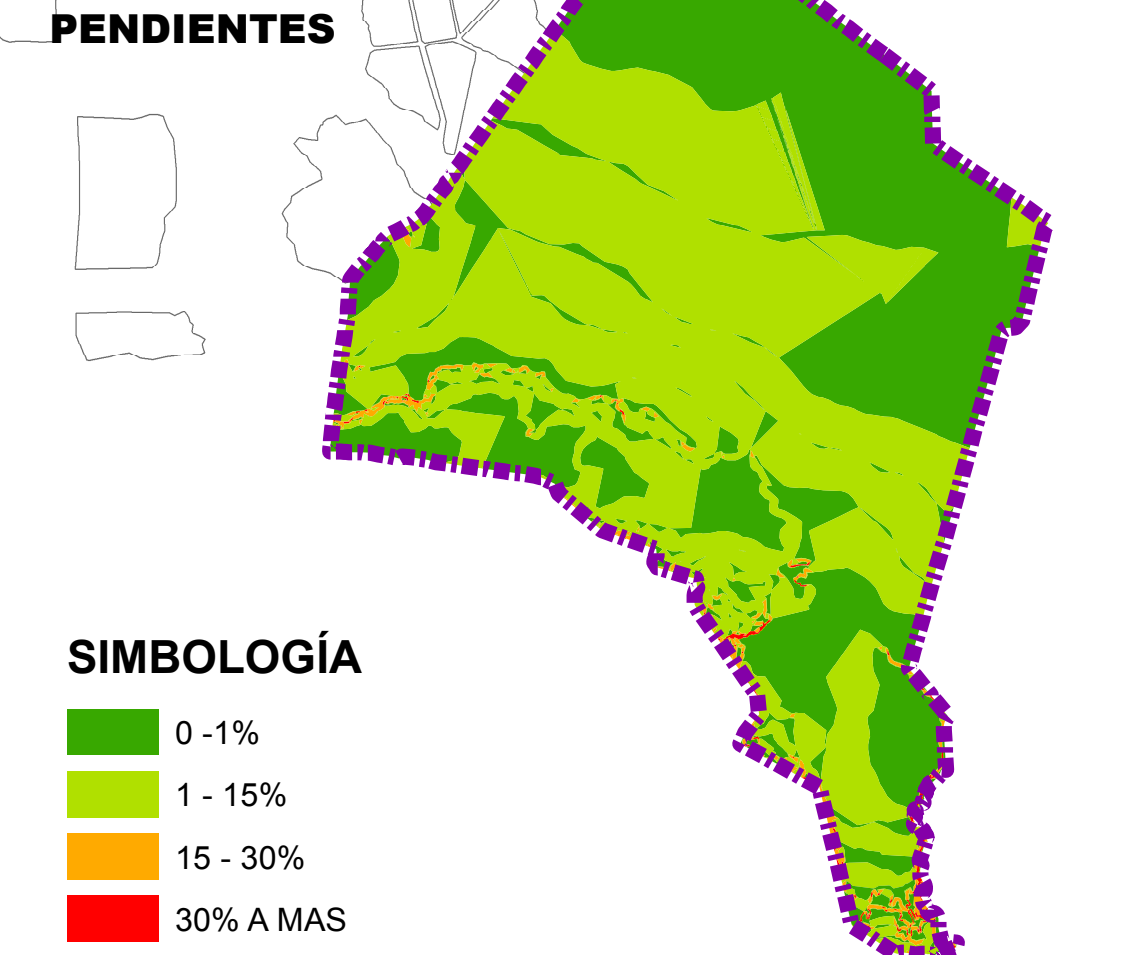 PENDIENTES
SIMBOLOGÍA
0 -1%
1 - 15%
15 - 30%
30% A MAS